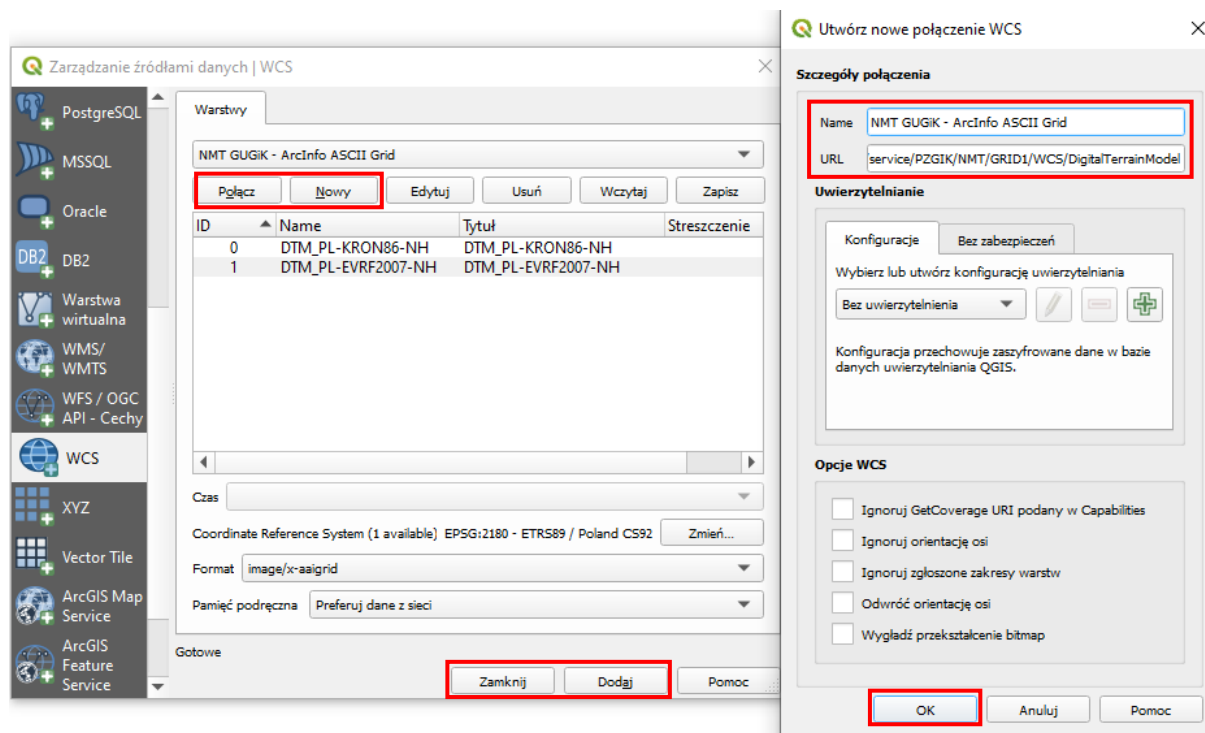 Zarządzanie źródłami danych | WCS
PostgreSQL
MSSQL
Oracle
DB2
DB2
Warstwa
wirtualna
WMS/
WMTS
WFS / OGC
API - Cechy
WCS
XYZ
Vector Tile
ArcGIS Map
Service
ArcGIS
Feature
Service
Warstwy
NMT GUGiK - ArcInfo ASCII Grid
Połącz Nowy Edytuj Usuń Wczytaj Zapisz
ID Name Tytuł Streszczenie
0 DTM_PL-KRON86-NH DTM_PL-KRON86-NH
1 DTM_PL-EVRF2007-NH DTM_PL-EVRF2007-NH
Czas
Coordinate Reference System (1 available) EPSG:2180 - ETRS89 / Poland CS92 Zmień...
Format image/x-aaigrid
Pamięć podręczna Preferuj dane z sieci
Gotowe
Zamknij Dodaj Pomoc
Utwórz nowe połączenie WCS
Szczegóły połączenia
Name NMT GUGiK - ArcInfo ASCII Grid
URL service/PZGIK/NMT/GRID1/WCS/DigitalTerrainModel
Uwierzytelnianie
Konfiguracje Bez zabezpieczeń
Wybierz lub utwórz konfigurację uwierzytelniania
Bez uwierzytelnienia
Konfiguracja przechowuje zaszyfrowane dane w bazie
danych uwierzytelniania QGIS.
Opcje WCS
Ignoruj GetCoverage URI podany w Capabilities
Ignoruj orientację osi
Ignoruj zgłoszone zakresy warstw
Odwróć orientację osi
Wygładź przekształcenie bitmap
OK Anuluj Pomoc